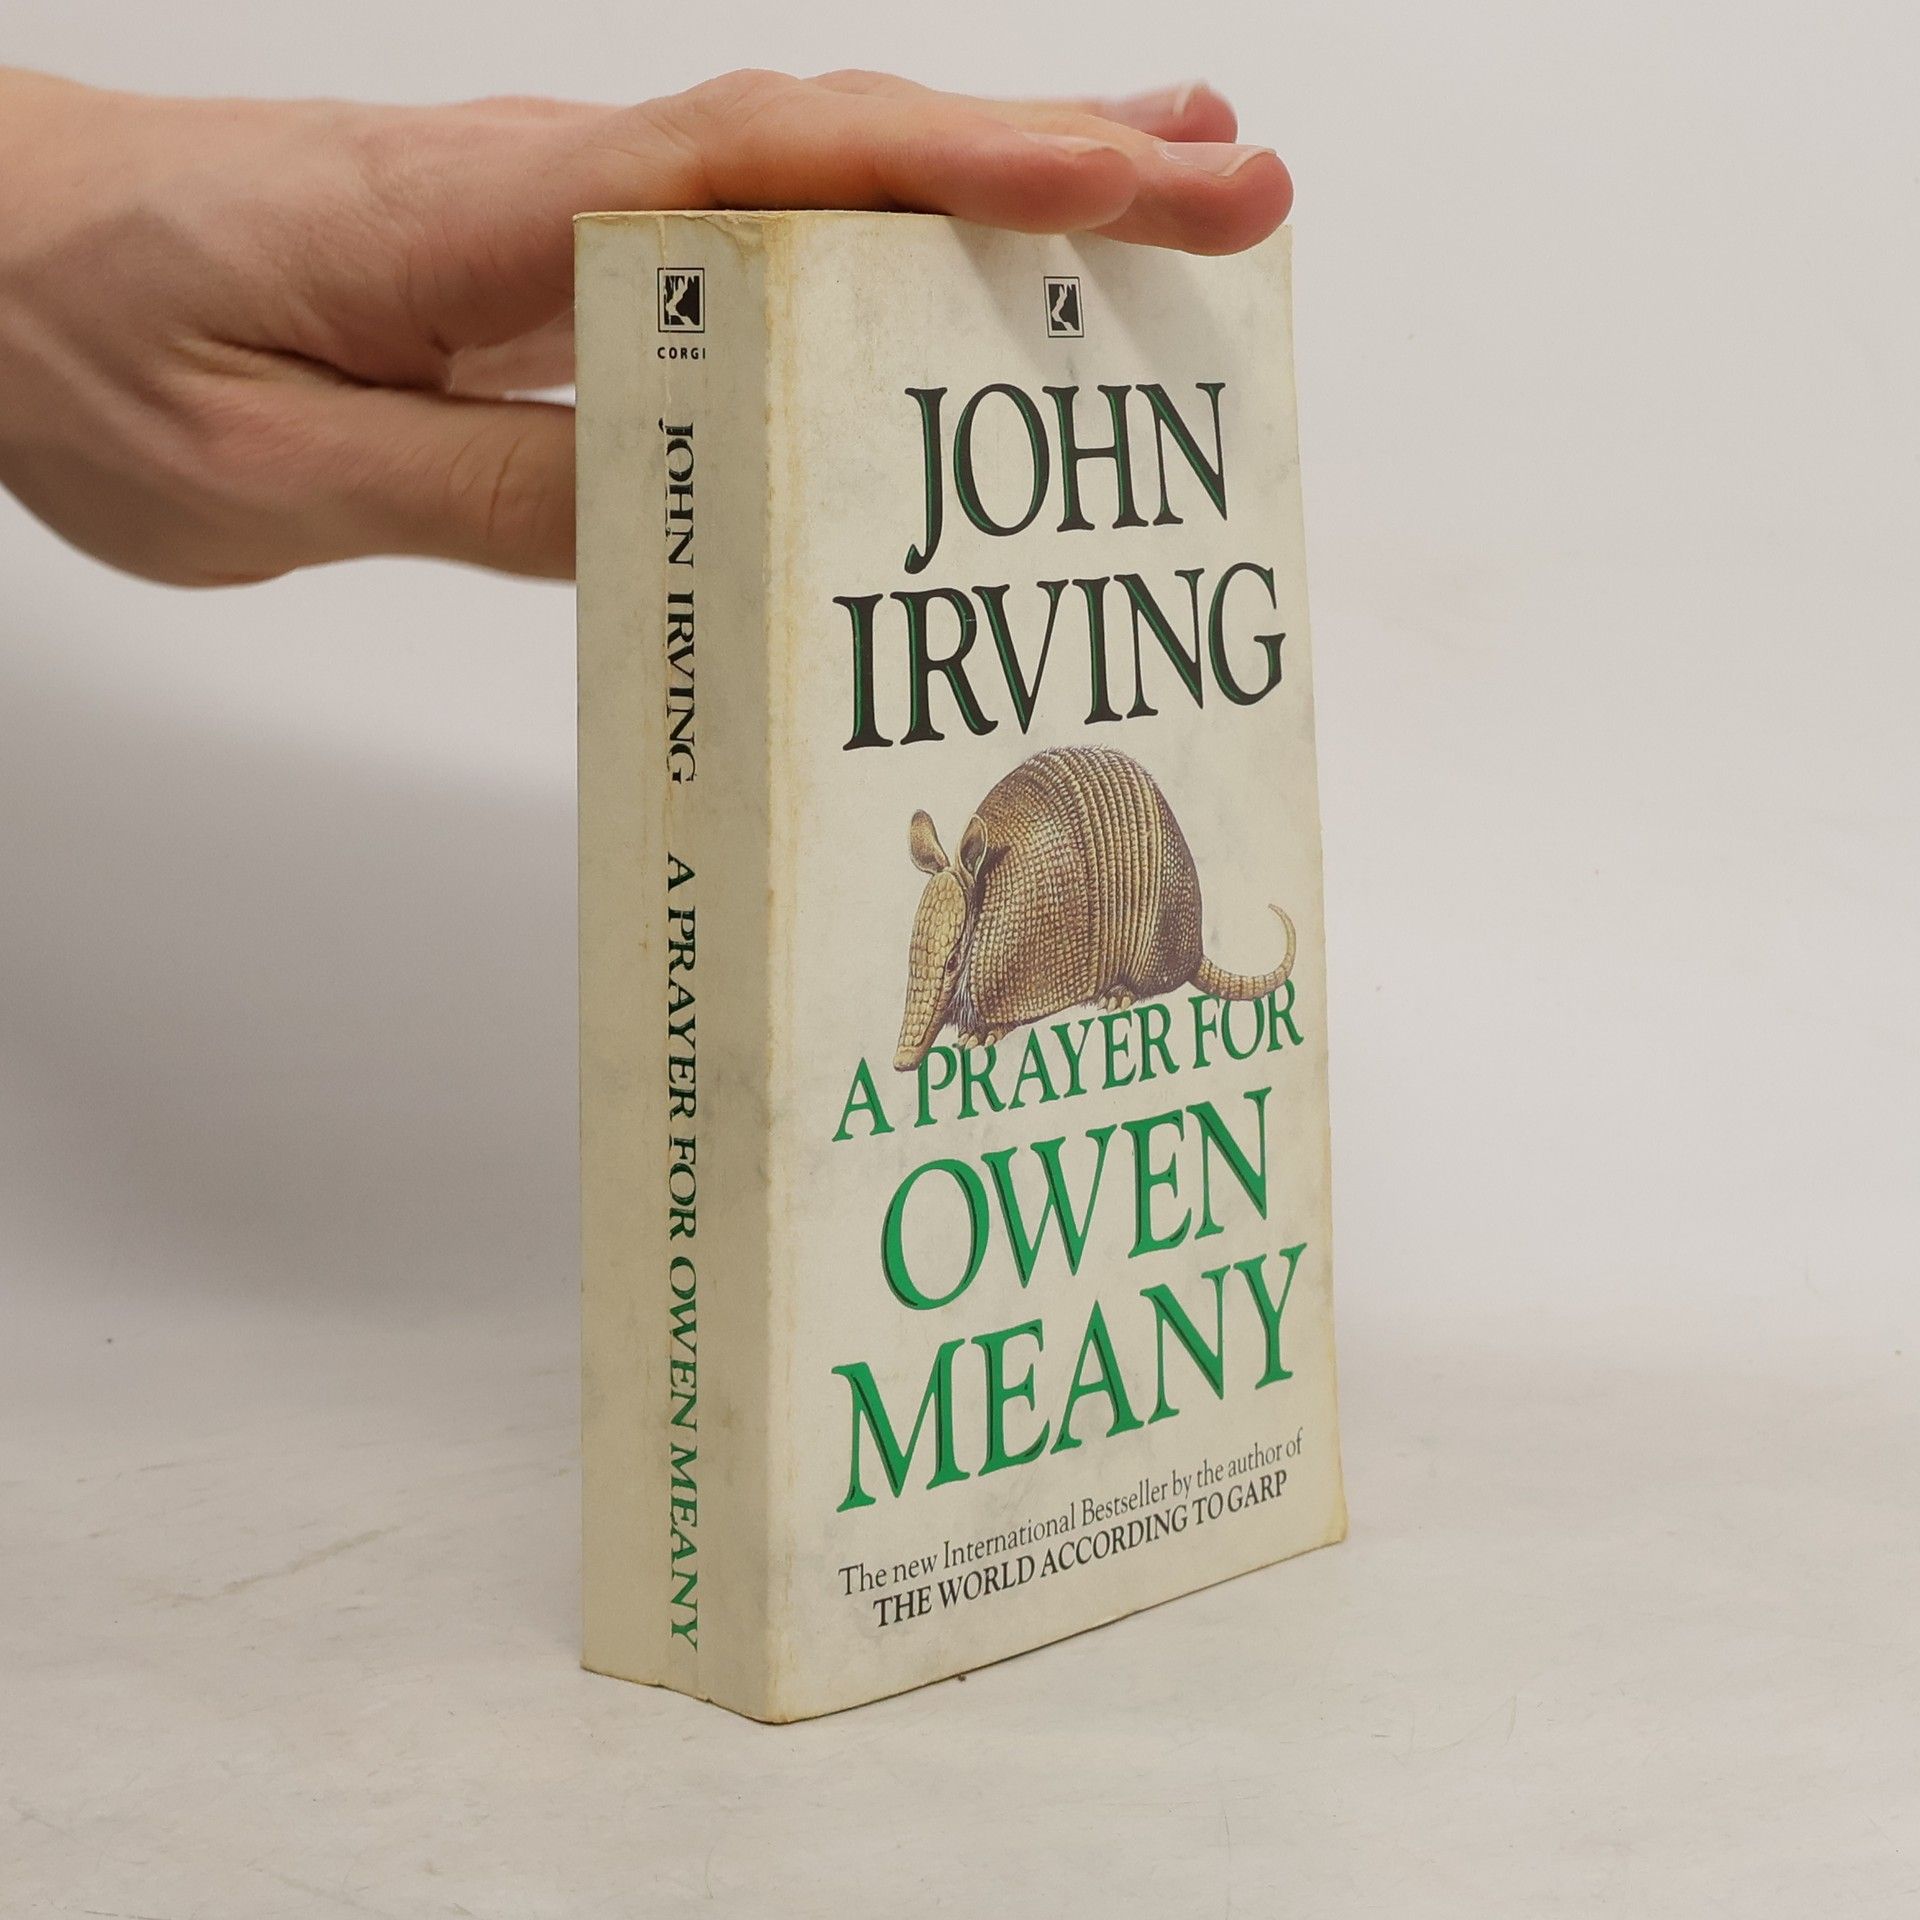 CORGI
JOHN IRVING A PRAYER FOR OWEN MEANY
JOHN
IRVING
A PRAYER FOR
OWEN
MEANY
The new International Bestseller by the author of
THE WORLD ACCORDING TO GARP